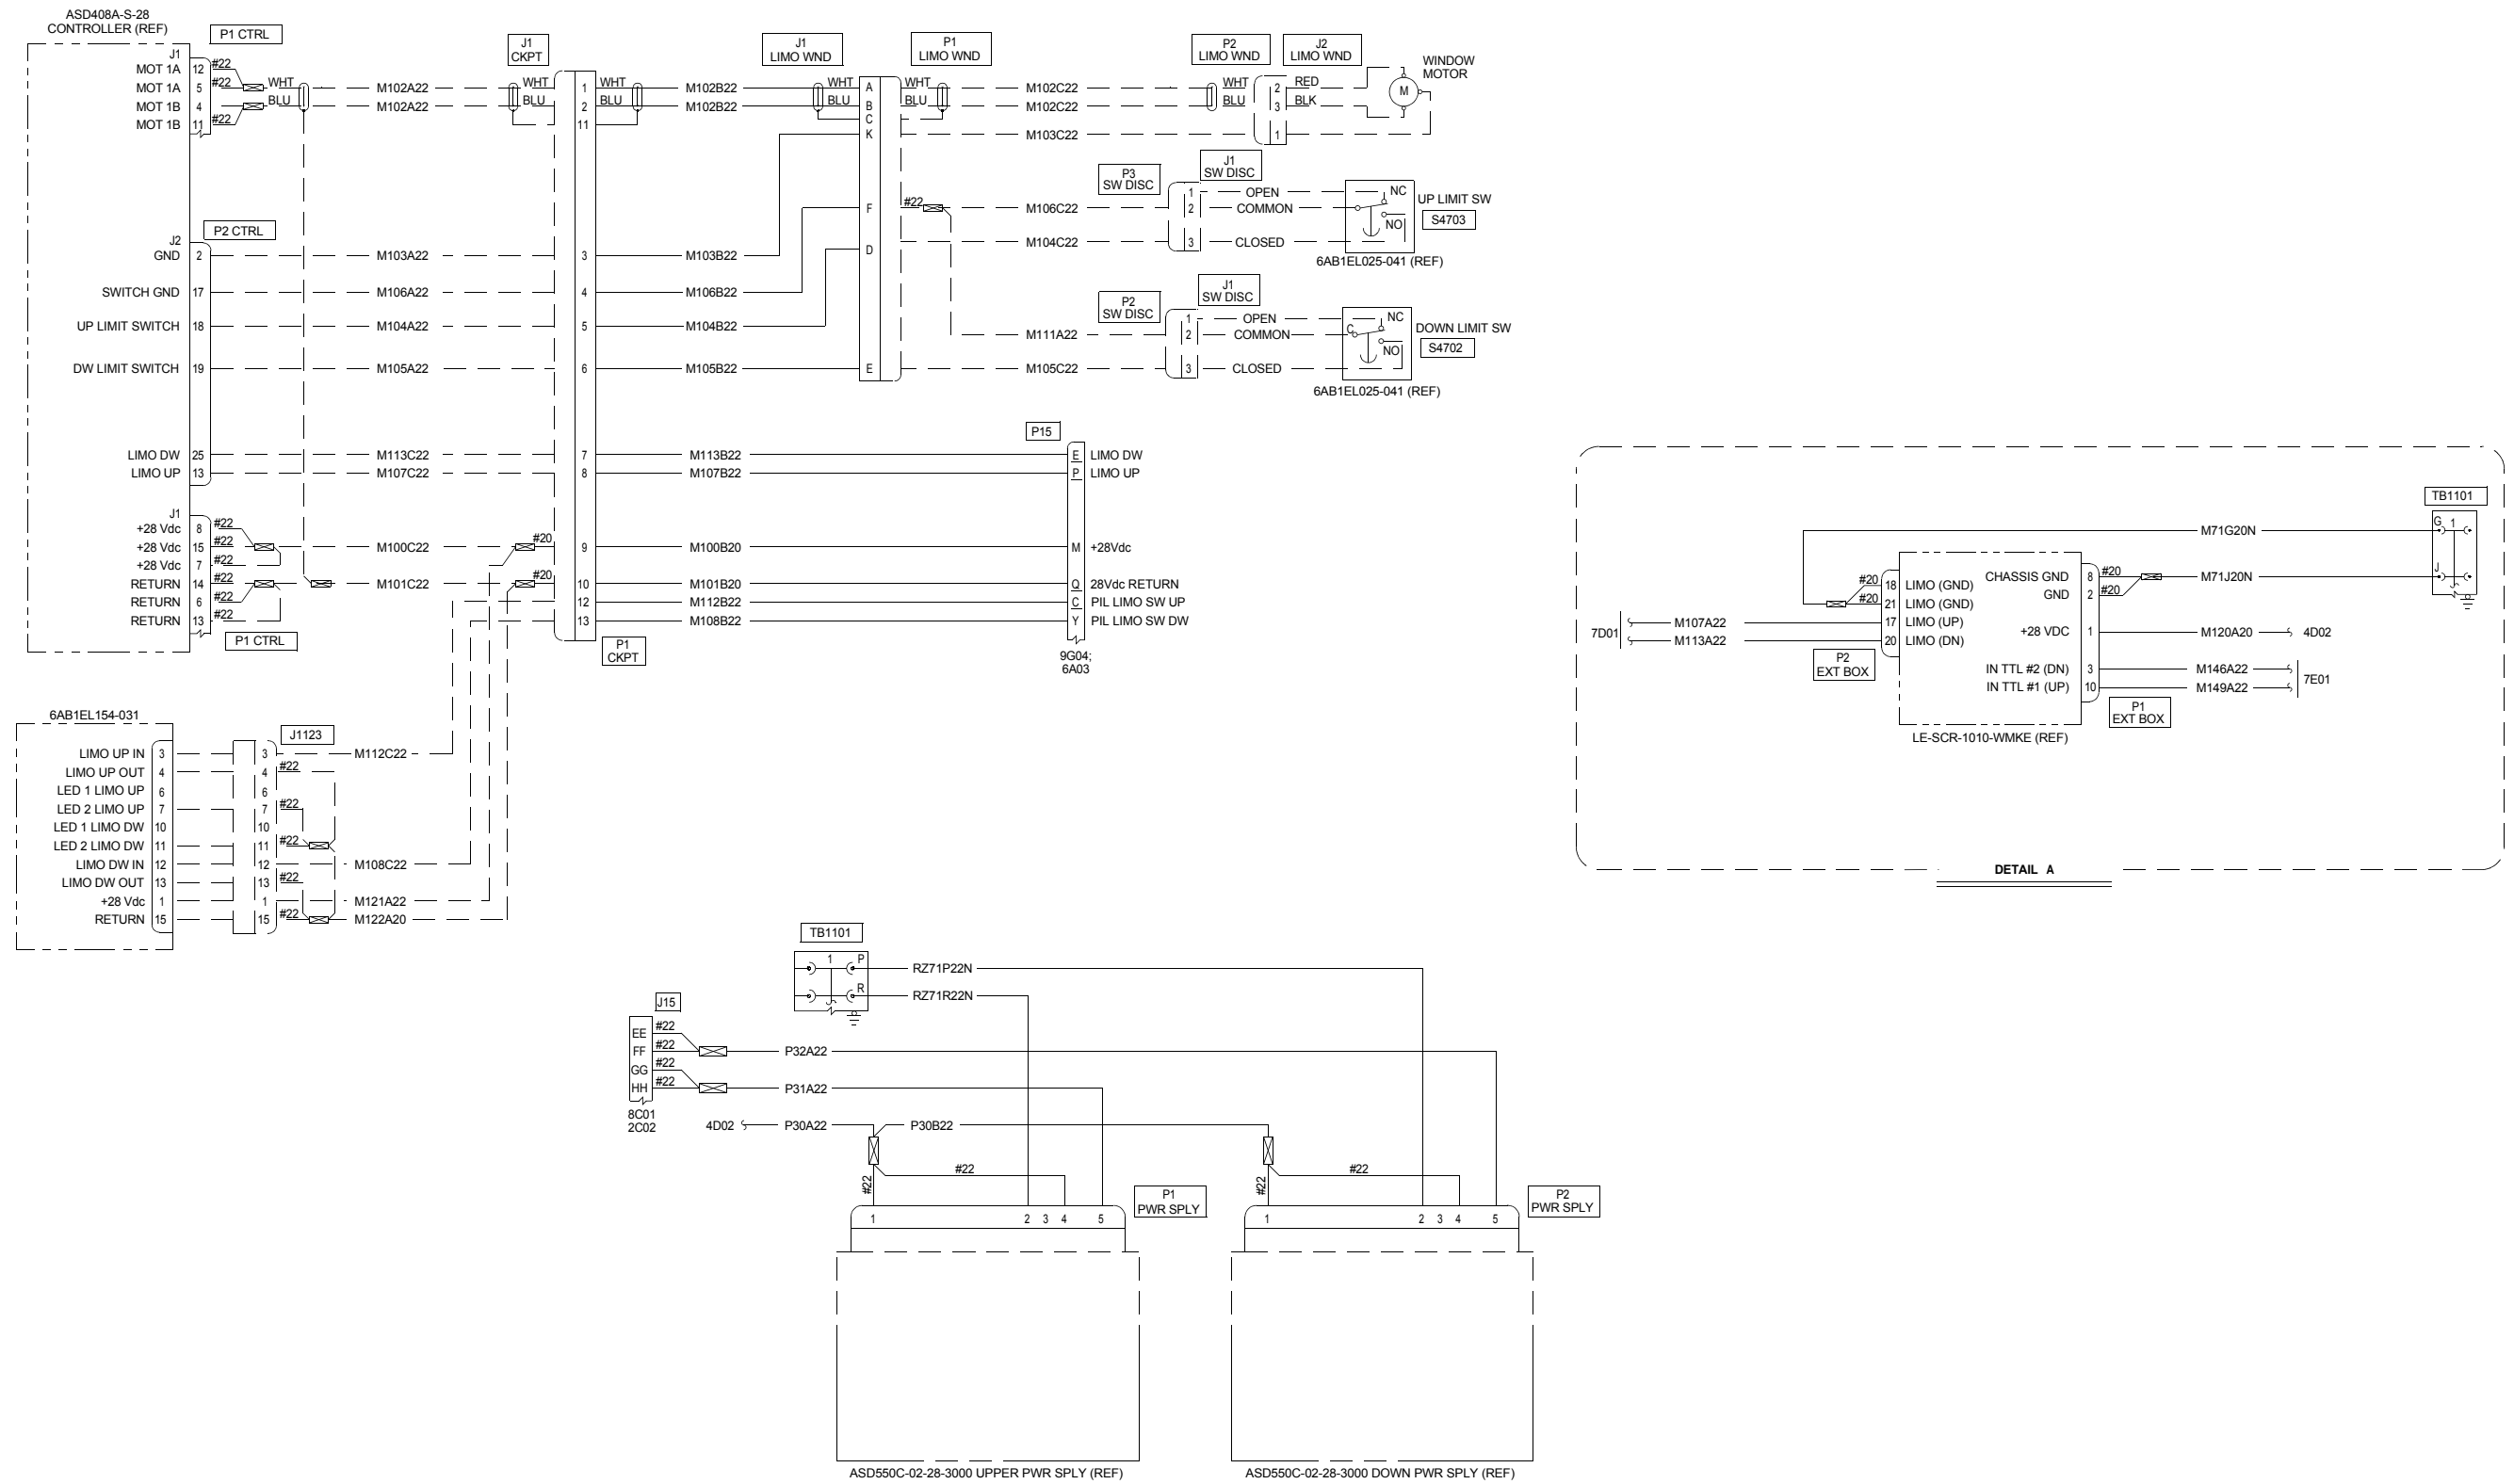 ASD408A-S-28
CONTROLLER (REF)
P1 CTRL
J1
CKPT
J1
LIMO WND
P1
LIMO WND
P2
LIMO WND
J2
LIMO WND
WINDOW
MOTOR
J1
MOT 1A 12 #22
MOT 1A 5 #22 WHT M102A22 WHT 1 WHT M102B22 WHT A WHT M102C22 WHT 2 RED M
MOT 1B 4 BLU M102A22 BLU 2 BLU M102B22 BLU B BLU M102C22 BLU 3 BLK
MOT 1B 11 #22 11 C
K M103C22 1
P3
SW DISC
J1
SW DISC
1 OPEN NC UP LIMIT SW
F #22 M106C22 2 COMMON
NO S4703
P2 CTRL
J2
M104C22 3 CLOSED
GND 2 M103A22 3 M103B22 D
6AB1EL025-041 (REF)
SWITCH GND 17 M106A22 4 M106B22
P2
SW DISC
J1
SW DISC
UP LIMIT SWITCH 18 M104A22 5 M104B22
1 OPEN NC DOWN LIMIT SW
M111A22 2 COMMON C
NO S4702
DW LIMIT SWITCH 19 M105A22 6 M105B22 E M105C22 3 CLOSED
6AB1EL025-041 (REF)
P15
LIMO DW 25 M113C22 7 M113B22 E LIMO DW
LIMO UP 13 M107C22 8 M107B22 P LIMO UP
J1
+28 Vdc 8 #22
+28 Vdc 15 #22 M100C22 #20 9 M100B20 M +28Vdc
+28 Vdc 7 #22
RETURN 14 #22 M101C22 #20 10 M101B20 Q 28Vdc RETURN
RETURN 6 #22 12 M112B22 C PIL LIMO SW UP
RETURN 13 #22 13 M108B22 Y PIL LIMO SW DW
P1 CTRL
P1
CKPT
9G04;
6A03
TB1101
G 1
M71G20N
#20 18 LIMO (GND) CHASSIS GND 8 #20 M71J20N J
#20 21 LIMO (GND) GND 2 #20
7D01 M107A22 17 LIMO (UP)
M113A22 20 LIMO (DN) +28 VDC 1 M120A20 4D02
P2
EXT BOX
IN TTL #2 (DN) 3 M146A22
IN TTL #1 (UP) 10 M149A22
7E01
P1
EXT BOX
LE-SCR-1010-WMKE (REF)
DETAIL A
6AB1EL154-031
J1123
LIMO UP IN 3 3 M112C22
LIMO UP OUT 4 4 #22
LED 1 LIMO UP 6 6
LED 2 LIMO UP 7 7 #22
LED 1 LIMO DW 10 10
LED 2 LIMO DW 11 11 #22
LIMO DW IN 12 12 M108C22
LIMO DW OUT 13 13 #22
+28 Vdc 1 1 M121A22
RETURN 15 15 #22 M122A20
TB1101
1 P RZ71P22N
R RZ71R22N
J15
EE #22
FF #22 P32A22
GG #22
HH #22 P31A22
8C01
2C02
4D02 P30A22 P30B22
#22 #22
#22 #22
P1
PWR SPLY
P2
PWR SPLY
1 2 3 4 5
1 2 3 4 5
ASD550C-02-28-3000 UPPER PWR SPLY (REF)
ASD550C-02-28-3000 DOWN PWR SPLY (REF)